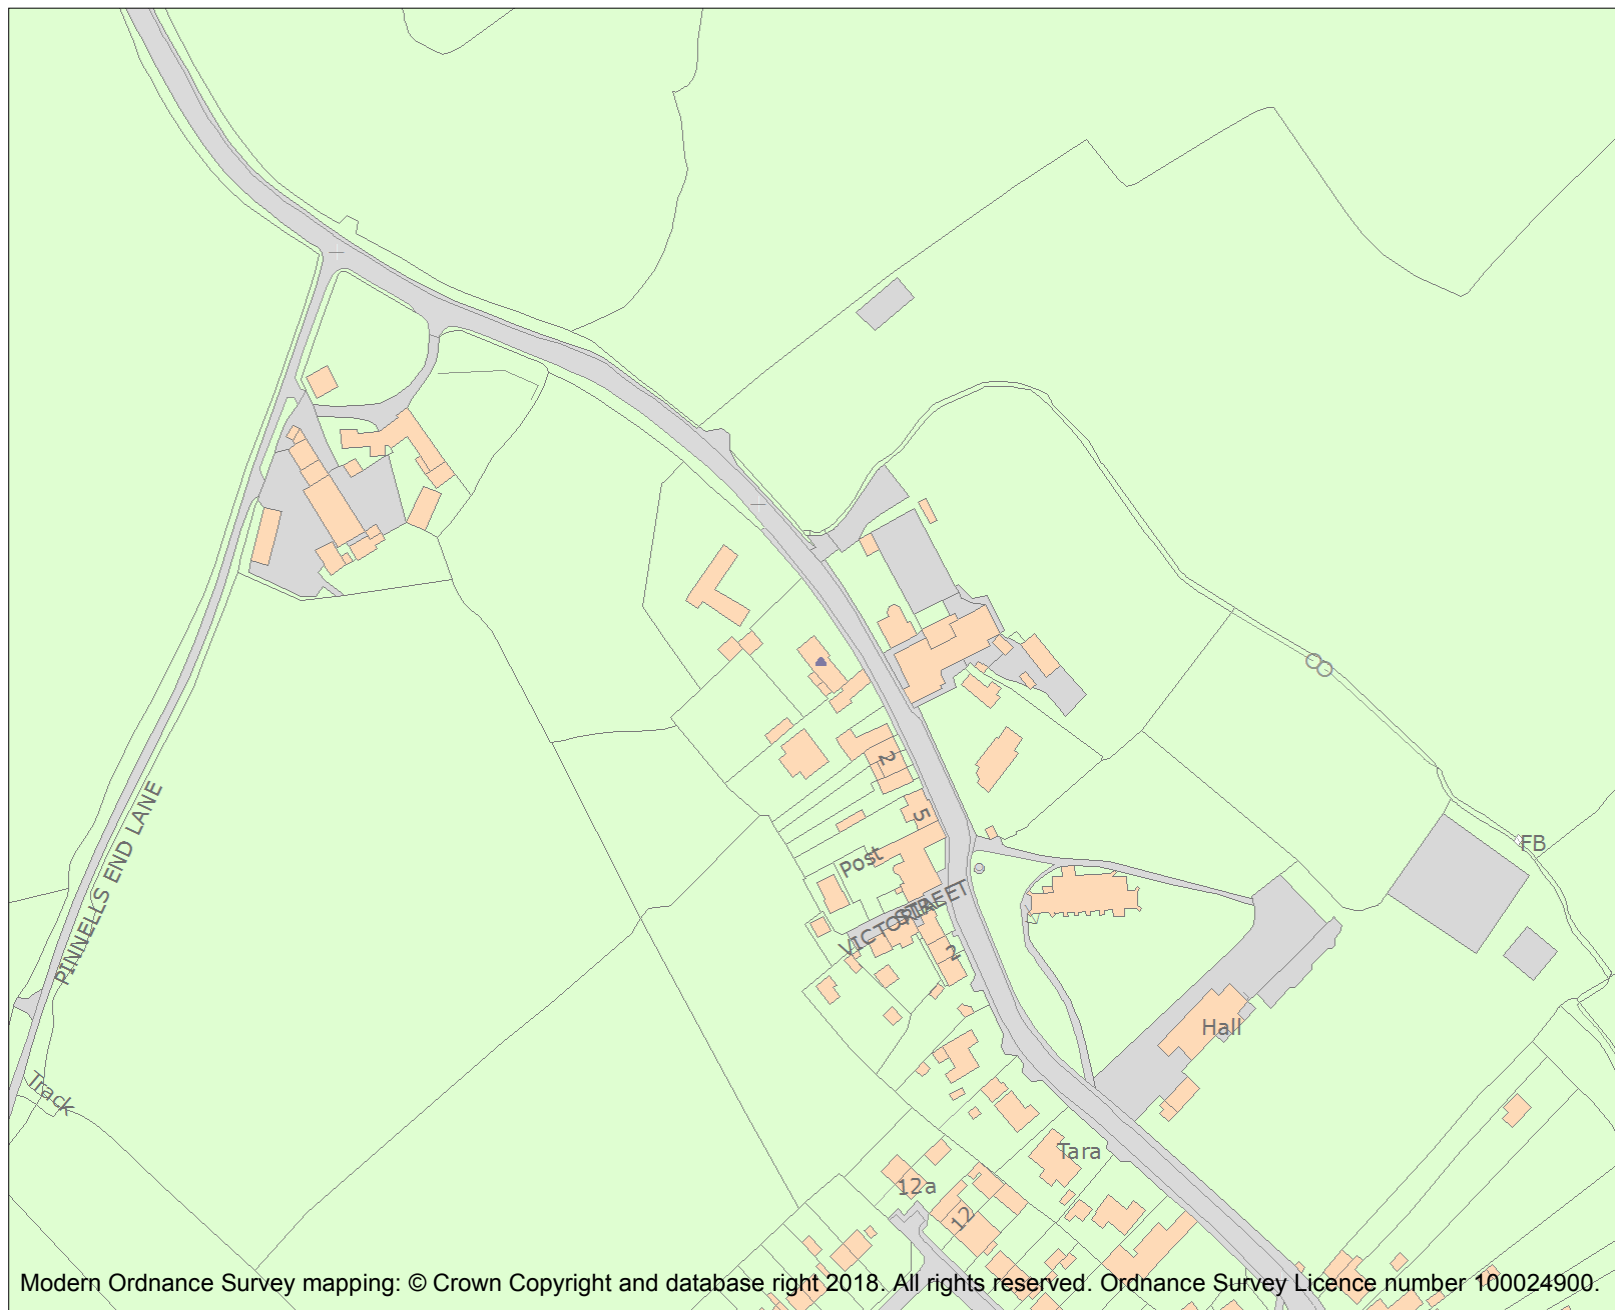 2
5
Post
FB
VICTORIA
STREET
PINNELLS END LANE
2
Hall
Track
Tara
12a
12
Modern Ordnance Survey mapping: © Crown Copyright and database right 2018. All rights reserved. Ordnance Survey Licence number 100024900.